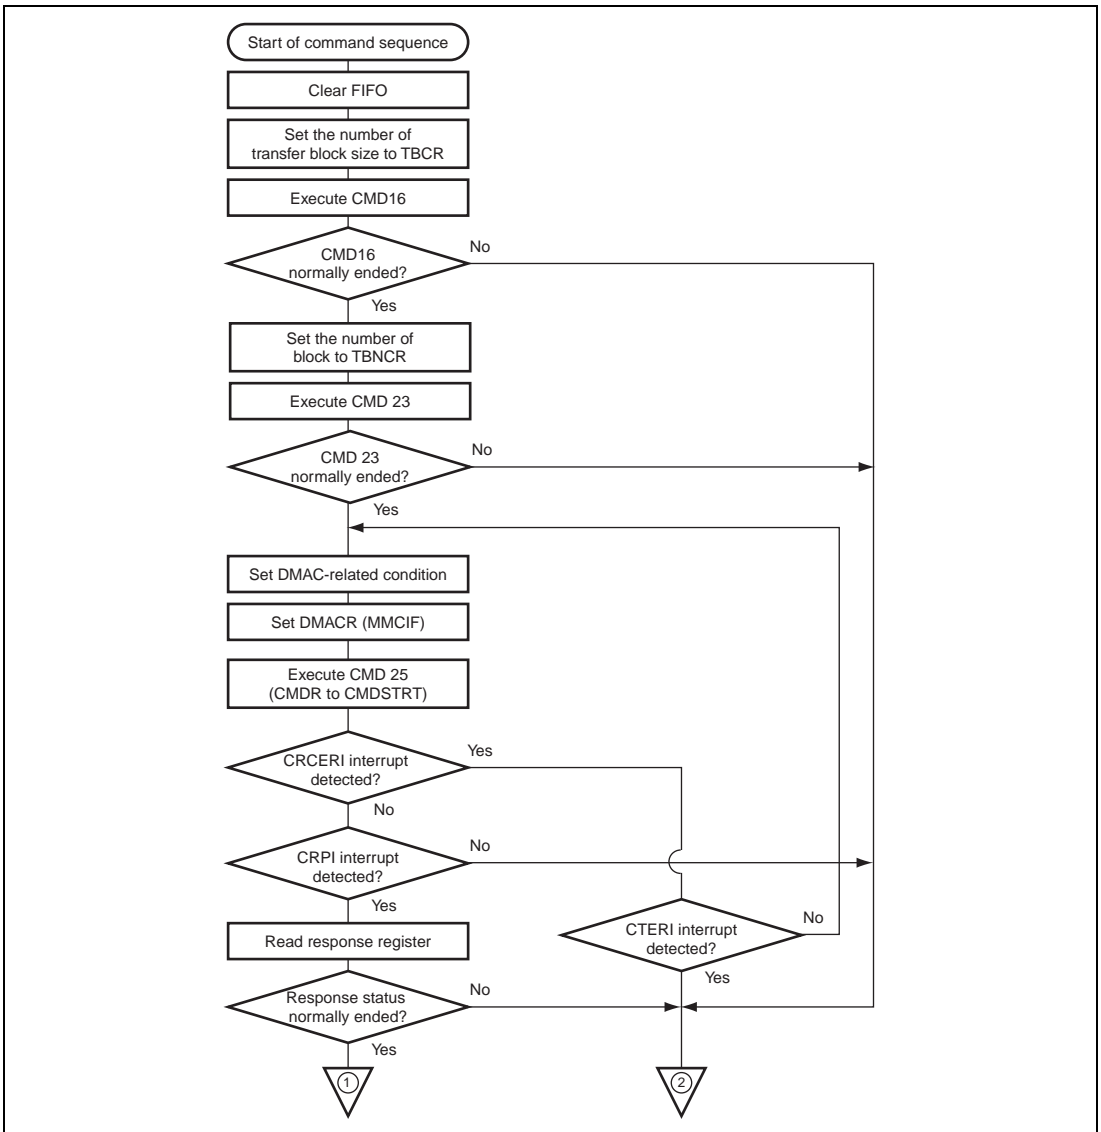 Start of command sequence
Clear FIFO
Set the number of
transfer block size to TBCR
Execute CMD16
CMD16
normally ended?
No
Yes
Set the number of
block to TBNCR
Execute CMD 23
CMD 23
normally ended?
No
Yes
Set DMAC-related condition
Set DMACR (MMCIF)
Execute CMD 25
(CMDR to CMDSTRT)
CRCERI interrupt
detected?
Yes
No
CRPI interrupt
detected?
No
Yes
CTERI interrupt
detected?
No
Yes
Read response register
Response status
normally ended?
No
Yes
1
2